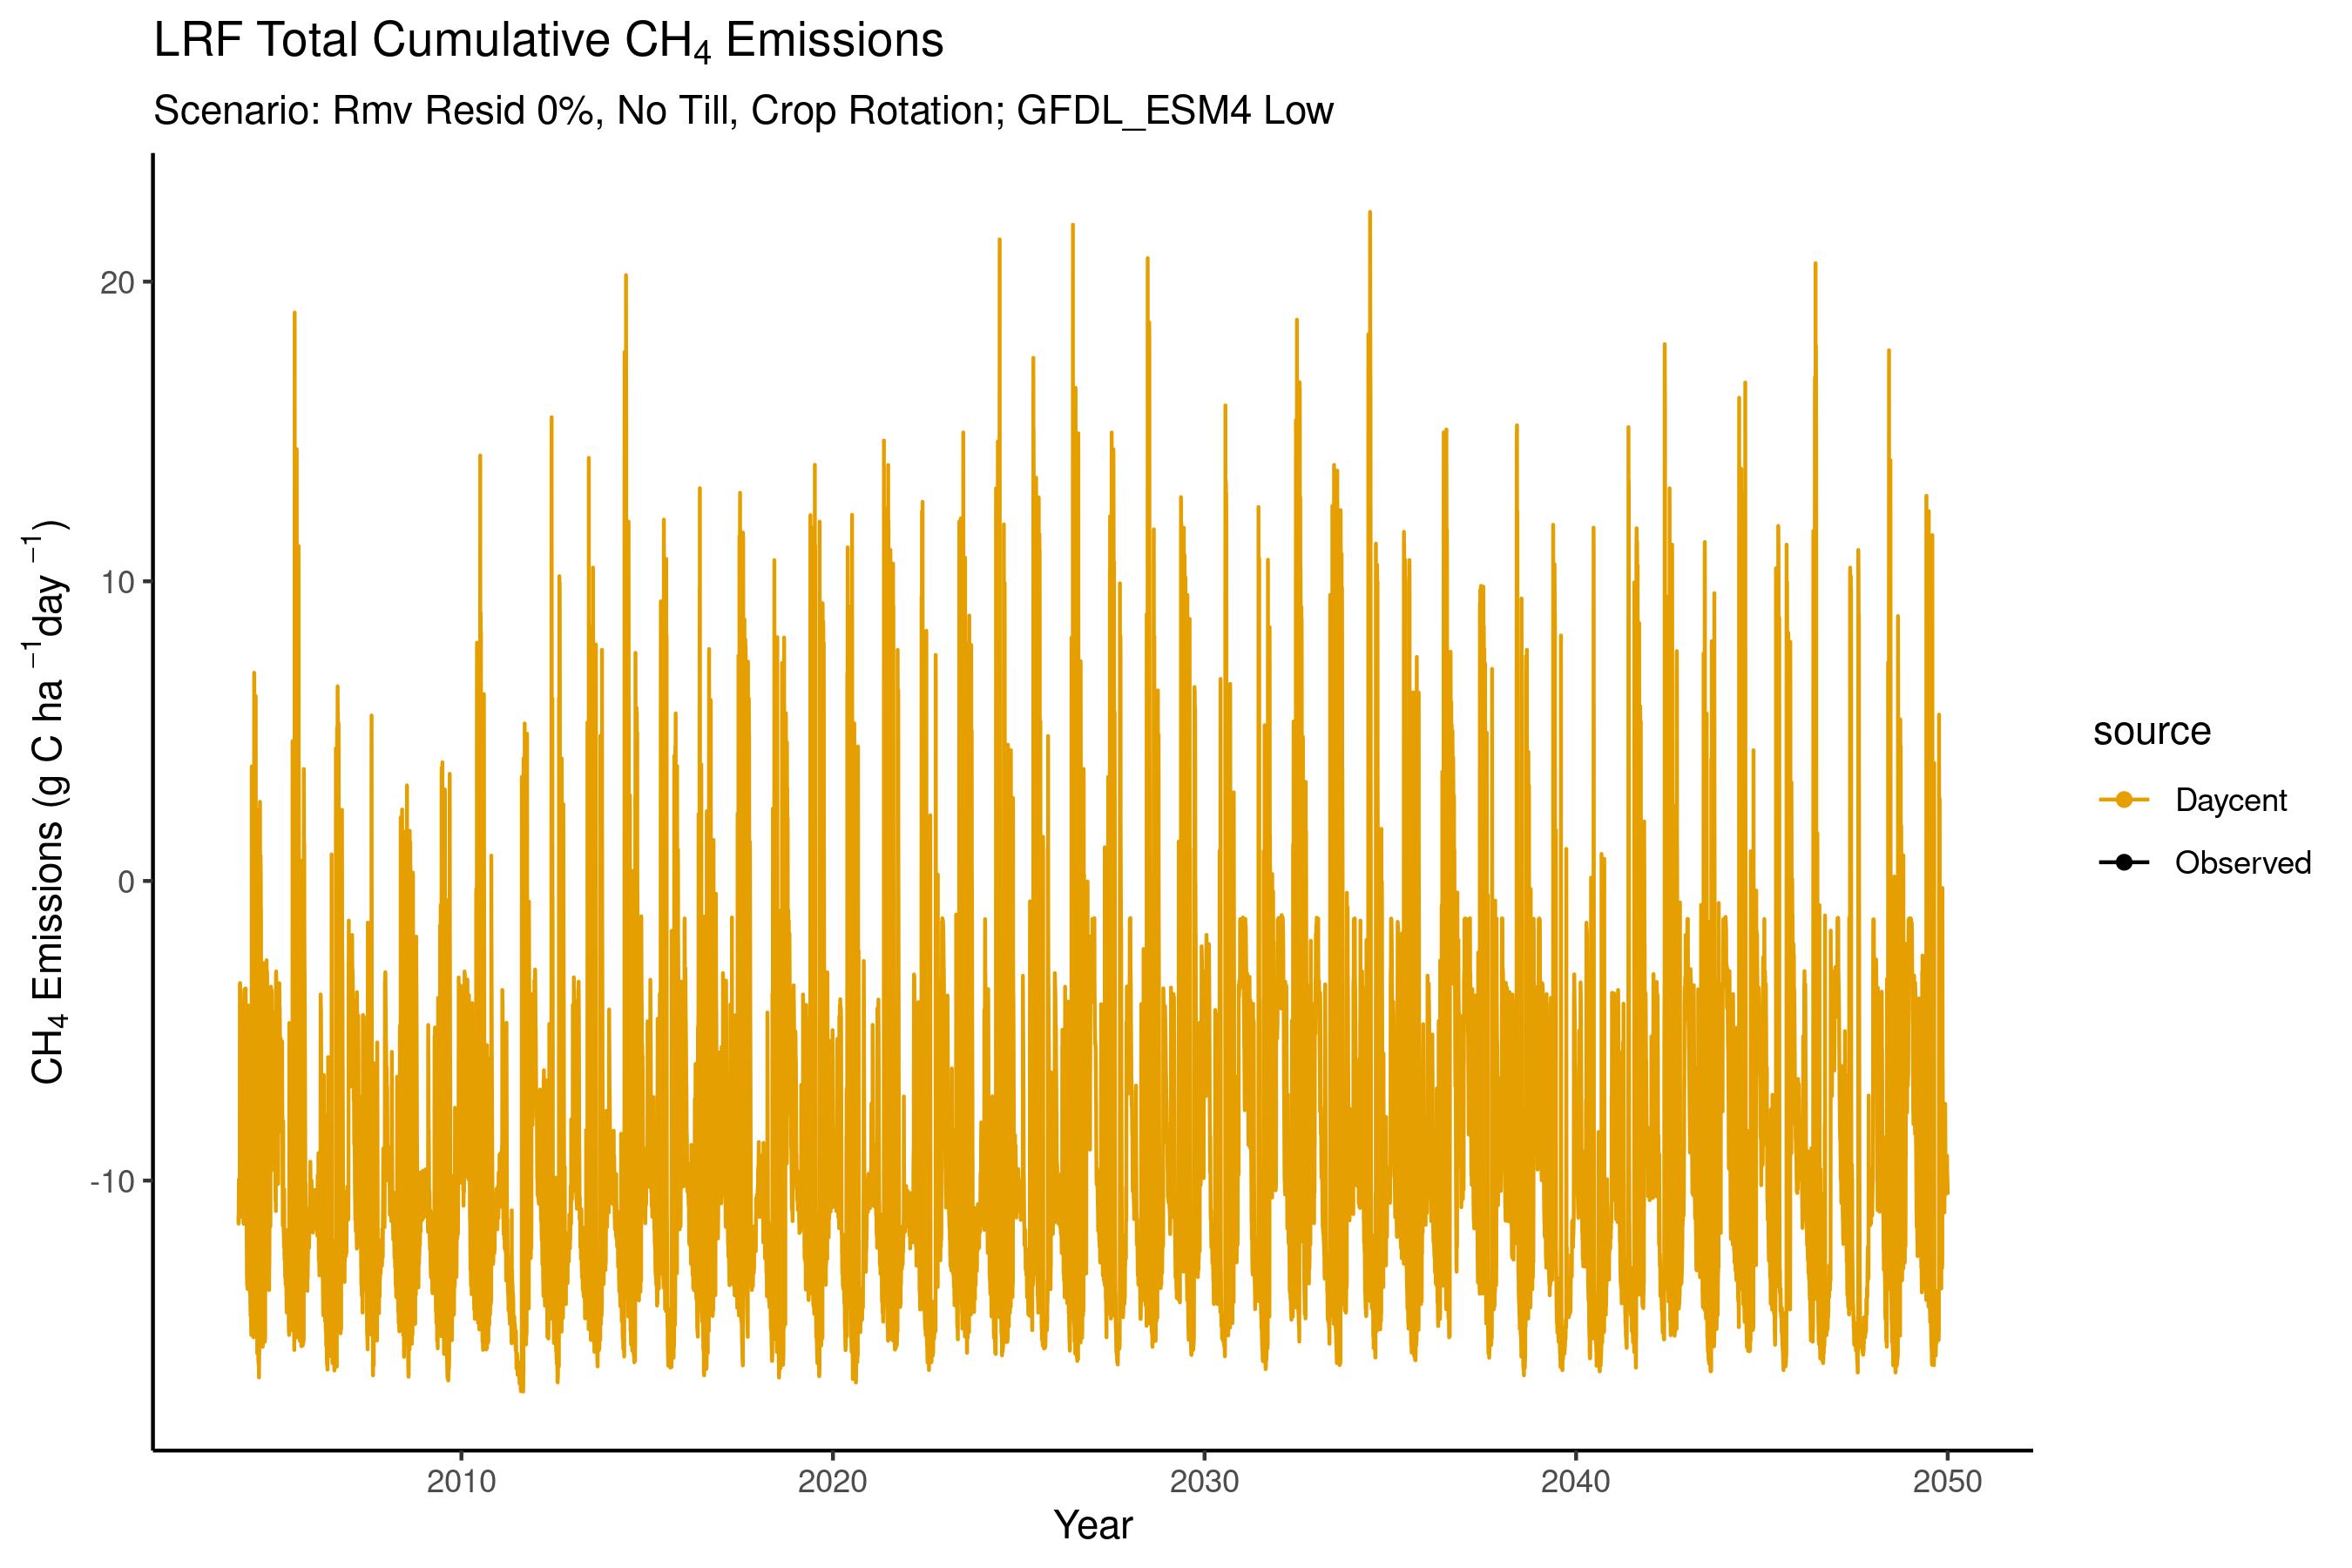 LRF Total Cumulative CH₄ Emissions
Scenario: Rmv Resid 0%, No Till, Crop Rotation; GFDL_ESM4 Low
CH₄ Emissions (g C ha ⁻¹day ⁻¹)
20
10
0
-10
2010
2020
2030
2040
2050
Year
source
Daycent
Observed